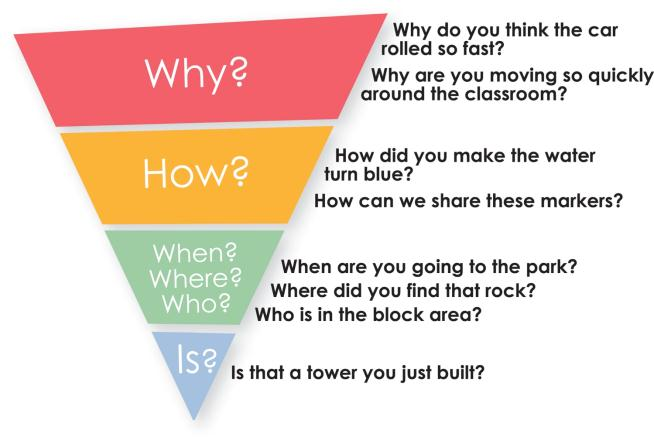 Why?
Why do you think the car
rolled so fast?
Why are you moving so quickly
around the classroom?
How?
How did you make the water
turn blue?
How can we share these markers?
When?
Where?
Who?
When are you going to the park?
Where did you find that rock?
Who is in the block area?
Is?
Is that a tower you just built?